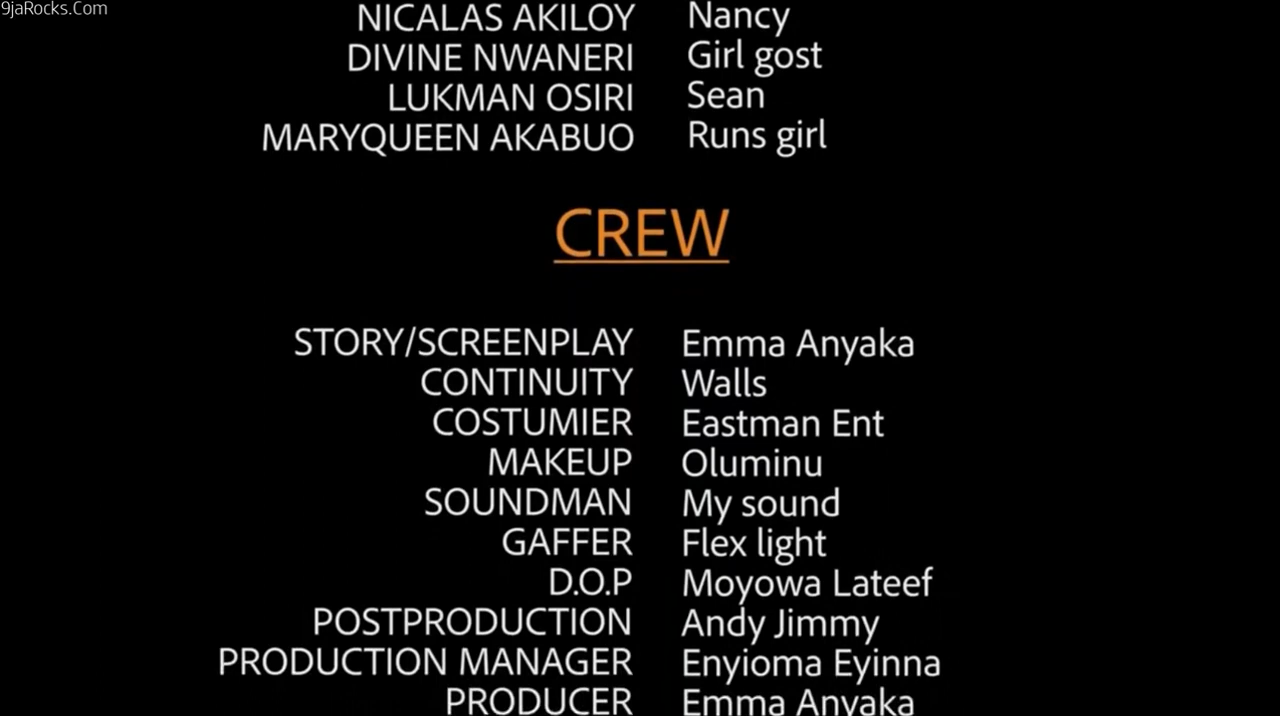 9jaRocks.Com
NICALAS AKILOY Nancy
DIVINE NWANERI Girl gost
LUKMAN OSIRI Sean
MARYQUEEN AKABUO Runs girl
CREW
STORY/SCREENPLAY Emma Anyaka
CONTINUITY Walls
COSTUMIER Eastman Ent
MAKEUP Oluminu
SOUNDMAN My sound
GAFFER Flex light
D.O.P Moyowa Lateef
POSTPRODUCTION Andy Jimmy
PRODUCTION MANAGER Enyioma Eyinna
PRODUCER Emma Anyaka